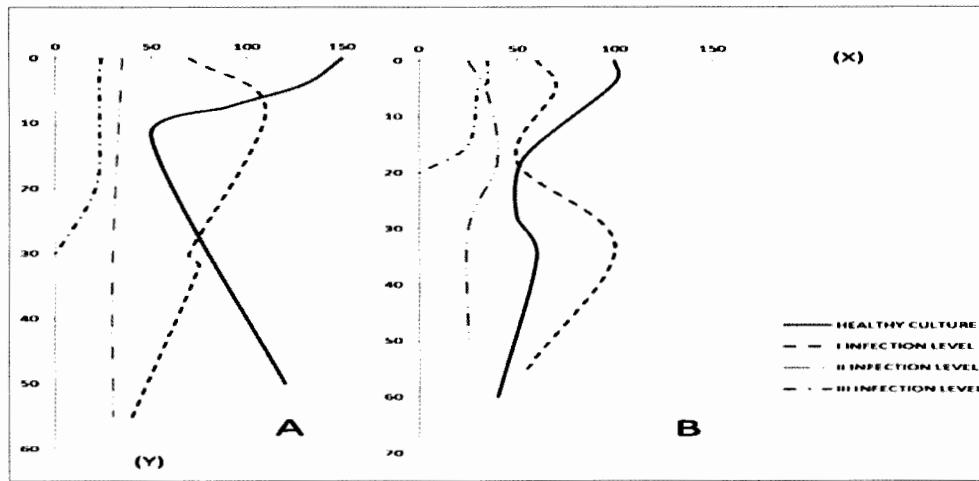 0 50 100 150
0
10
20
30
40
50
60
(Y)
A
0 50 100 150 (X)
0
10
20
30
40
50
60
70
B
HEALTHY CULTURE
I INFECTION LEVEL
II INFECTION LEVEL
III INFECTION LEVEL